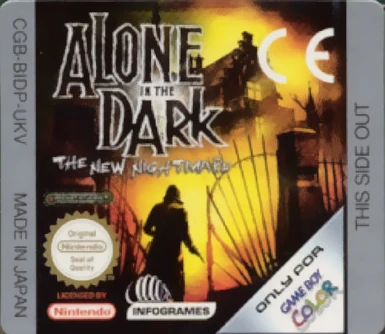 CGB-BIDP-UKV
MADE IN JAPAN
ALONE
IN THE
DARK
THE NEW NIGHTMARE
CE
THIS SIDE OUT
Original
Nintendo
Seal of
Quality
LICENSED BY
Nintendo
INFOGRAMES
ONLY FOR
GAME BOY
COLOR